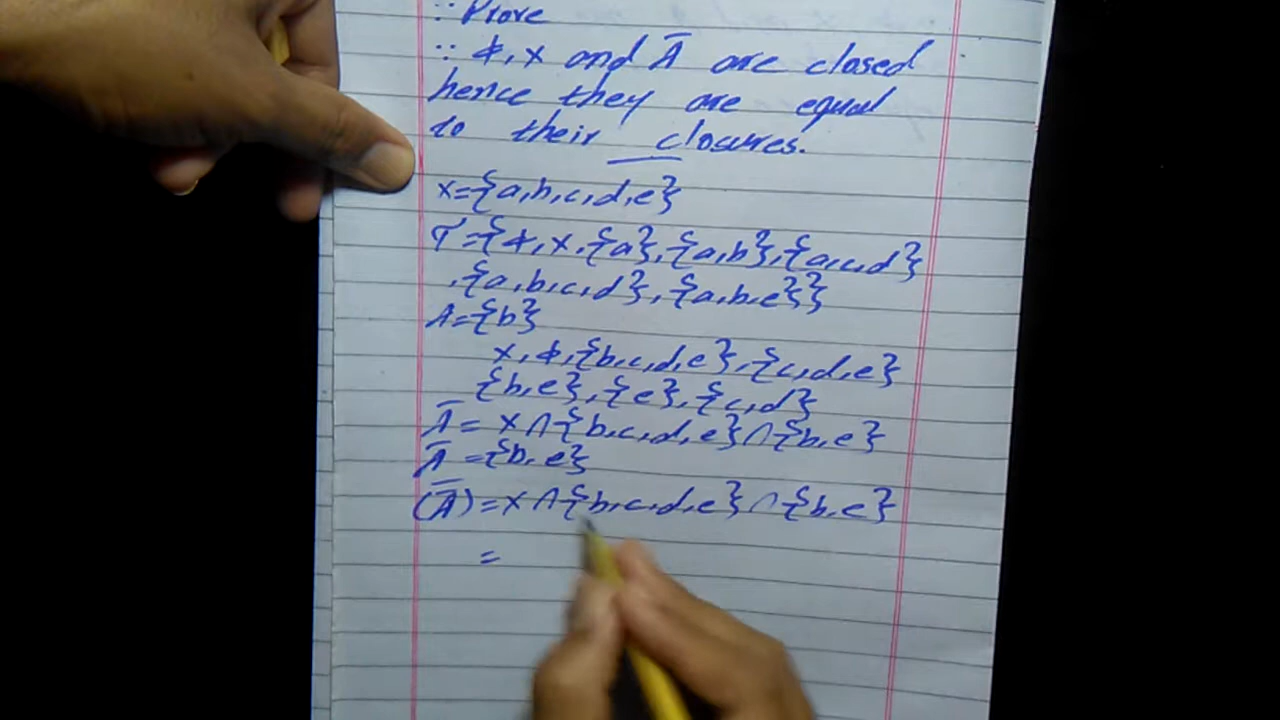 ∵ Prove
∵ ϕ, X and A̅ are closed
hence they are equal
to their closures.
X={a,b,c,d,e}
τ={ϕ,X,{a},{a,b},{a,c,d}
,{a,b,c,d},{a,b,e}}
A={b}
X,ϕ,{b,c,d,e},{c,d,e}
{b,e},{e},{c,d}
A̅ = X∩{b,c,d,e}∩{b,e}
A̅ ={b,e}
(A̿)=X∩{b,c,d,e}∩{b,e}
=